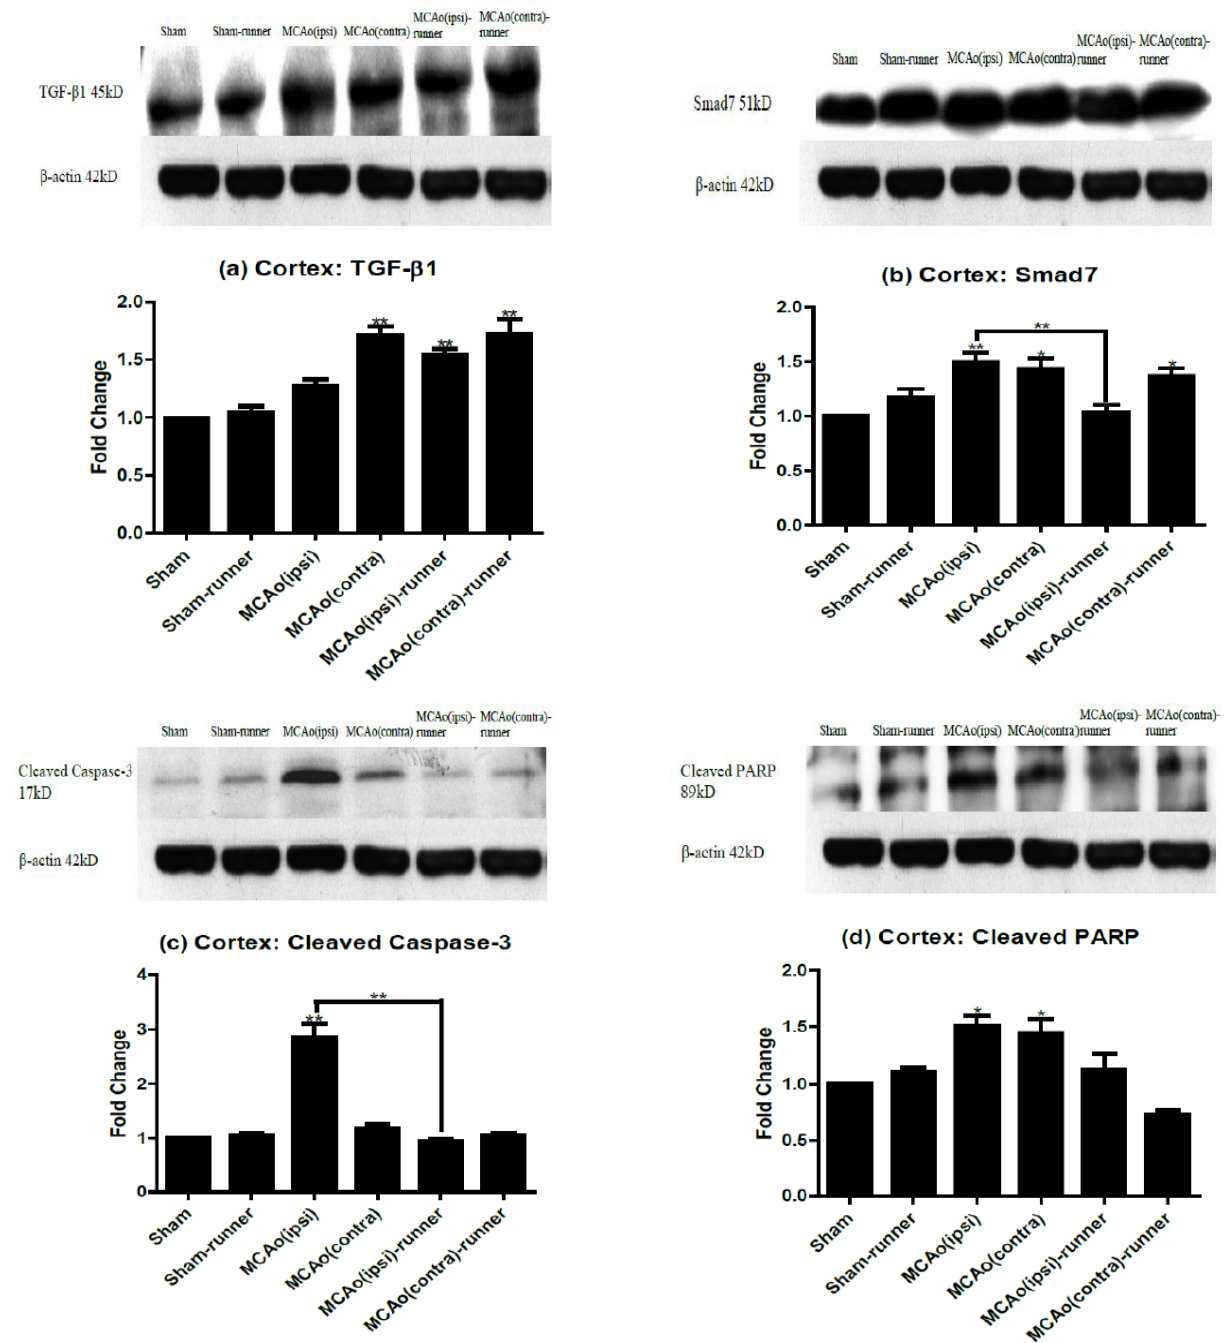 Sham Sham-runner MCAo(ipsi) MCAo(contra) MCAo(ipsi)-runner MCAo(contra)-runner
TGF-β1 45kD
β-actin 42kD
(a) Cortex: TGF-β1
Fold Change
2.0
**
**
**
1.5
1.0
0.5
0.0
Sham
Sham-runner
MCAo(ipsi)
MCAo(contra)
MCAo(ipsi)-runner
MCAo(contra)-runner
Sham Sham-runner MCAo(ipsi) MCAo(contra) MCAo(ipsi)-runner MCAo(contra)-runner
Smad7 51kD
β-actin 42kD
(b) Cortex: Smad7
Fold Change
2.0
**
**
*
*
1.5
1.0
0.5
0.0
Sham
Sham-runner
MCAo(ipsi)
MCAo(contra)
MCAo(ipsi)-runner
MCAo(contra)-runner
Sham Sham-runner MCAo(ipsi) MCAo(contra) MCAo(ipsi)-runner MCAo(contra)-runner
Cleaved Caspase-3
17kD
β-actin 42kD
(c) Cortex: Cleaved Caspase-3
Fold Change
4
**
**
3
2
1
0
Sham
Sham-runner
MCAo(ipsi)
MCAo(contra)
MCAo(ipsi)-runner
MCAo(contra)-runner
Sham Sham-runner MCAo(ipsi) MCAo(contra) MCAo(ipsi)-runner MCAo(contra)-runner
Cleaved PARP
89kD
β-actin 42kD
(d) Cortex: Cleaved PARP
Fold Change
2.0
*
*
1.5
1.0
0.5
0.0
Sham
Sham-runner
MCAo(ipsi)
MCAo(contra)
MCAo(ipsi)-runner
MCAo(contra)-runner